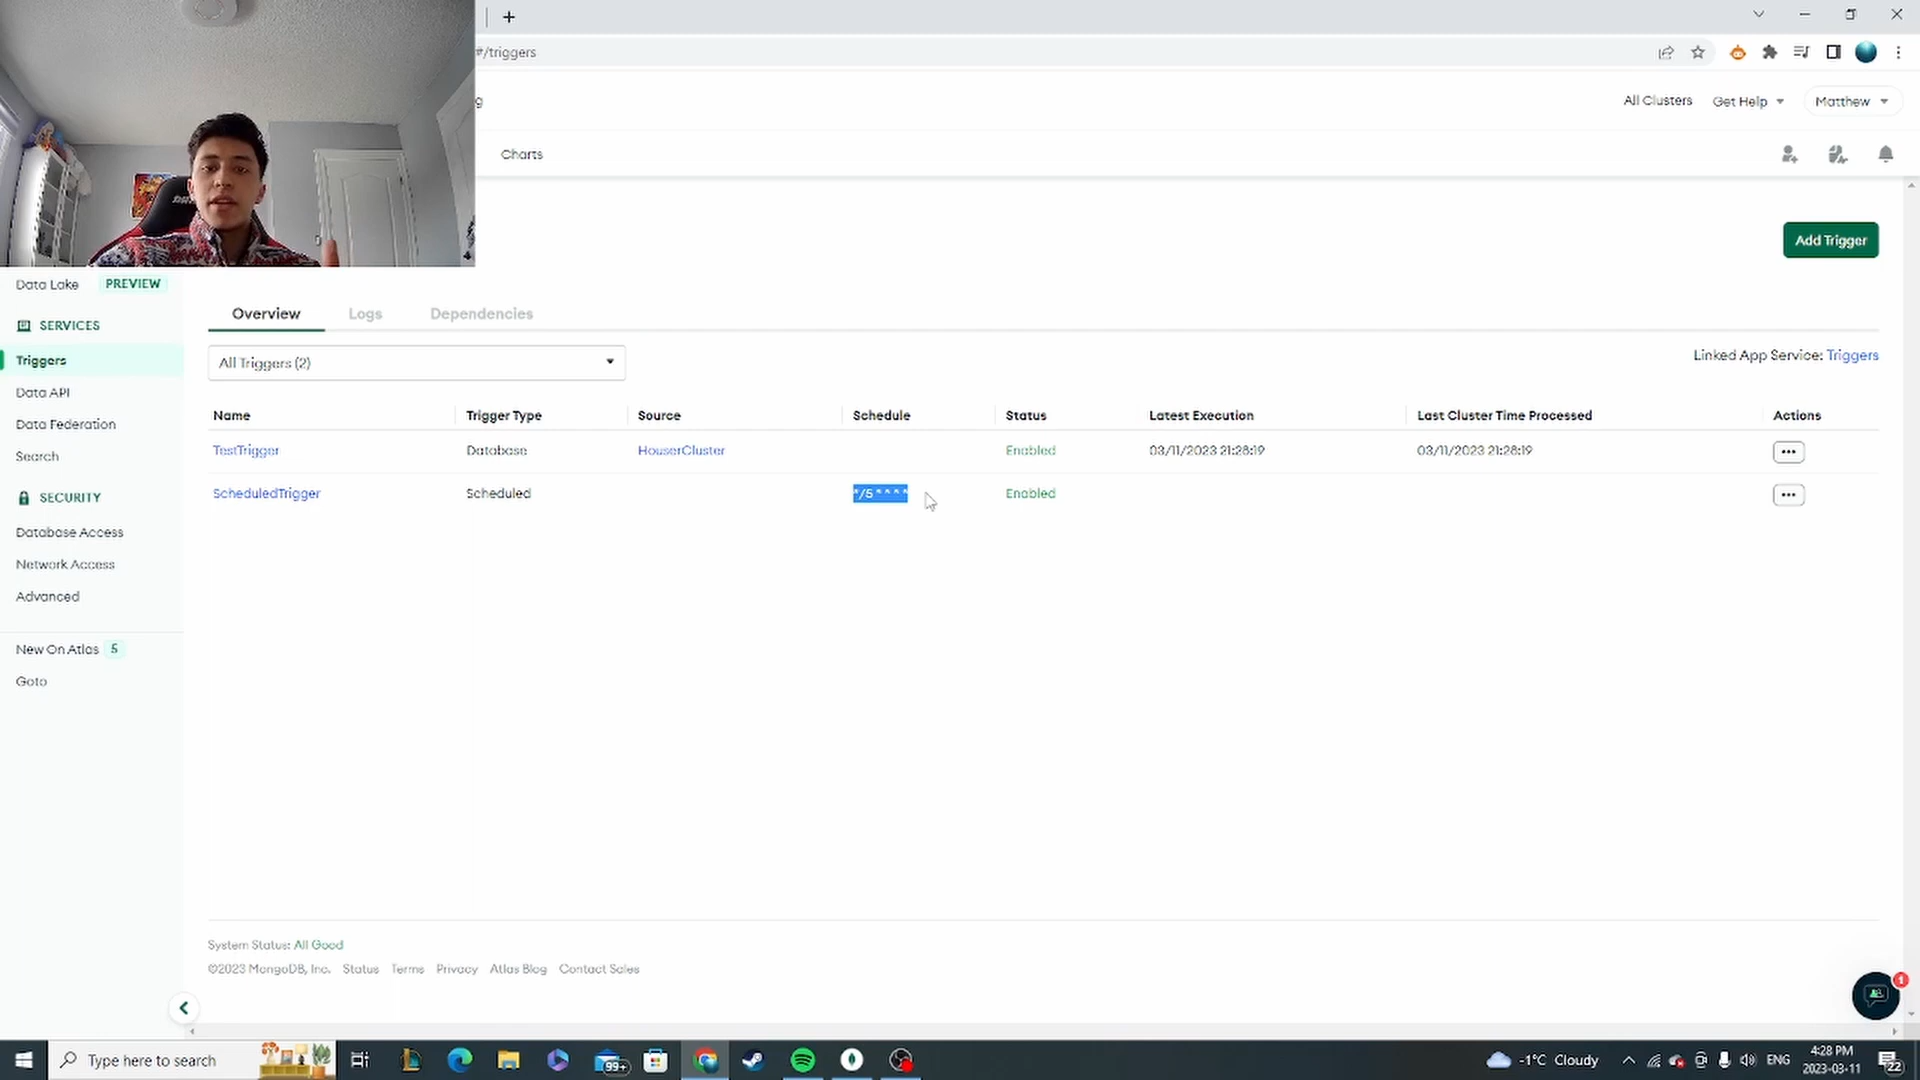 #/triggers
g
All Clusters Get Help Matthew
Charts
Add Trigger
Data Lake PREVIEW
SERVICES
Triggers
Data API
Data Federation
Search
SECURITY
Database Access
Network Access
Advanced
New On Atlas 5
Goto
Overview Logs Dependencies
All Triggers (2)
Linked App Service: Triggers
Name Trigger Type Source Schedule Status Latest Execution Last Cluster Time Processed Actions
TestTrigger Database HouserCluster Enabled 03/11/2023 21:28:19 03/11/2023 21:28:19
ScheduledTrigger Scheduled */5 * * * * Enabled
System Status: All Good
©2023 MongoDB, Inc. Status Terms Privacy Atlas Blog Contact Sales
1
Type here to search
99+
-1°C Cloudy
ENG
4:28 PM
2023-03-11
22